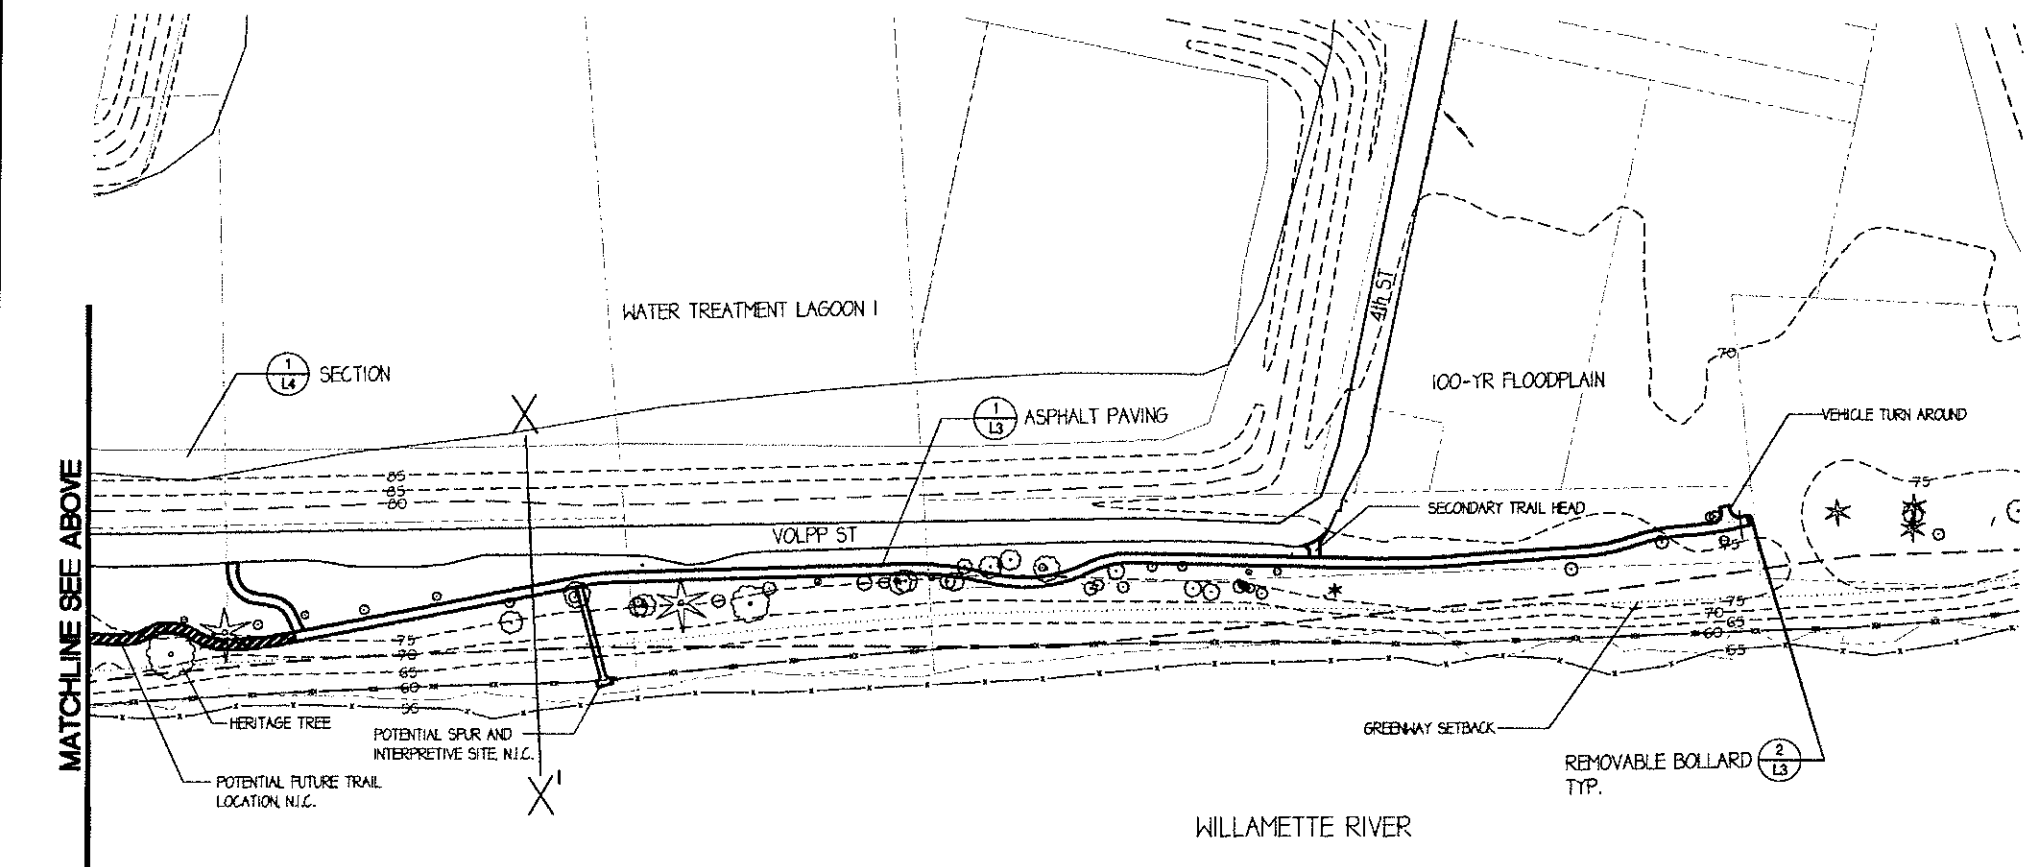 WATER TREATMENT LAGOON 1
4th ST
1
L4
SECTION
X
1
L3
ASPHALT PAVING
100-YR FLOODPLAIN
70
VEHICLE TURN AROUND
MATCHLINE SEE ABOVE
85
85
80
VOLPP ST
SECONDARY TRAIL HEAD
75
75
75
70
65
60
75
70
65
60
65
HERITAGE TREE
POTENTIAL SPUR AND
INTERPRETIVE SITE, N.I.C.
POTENTIAL FUTURE TRAIL
LOCATION, N.I.C.
X'
GREENWAY SETBACK
REMOVABLE BOLLARD
TYP.
2
L3
WILLAMETTE RIVER